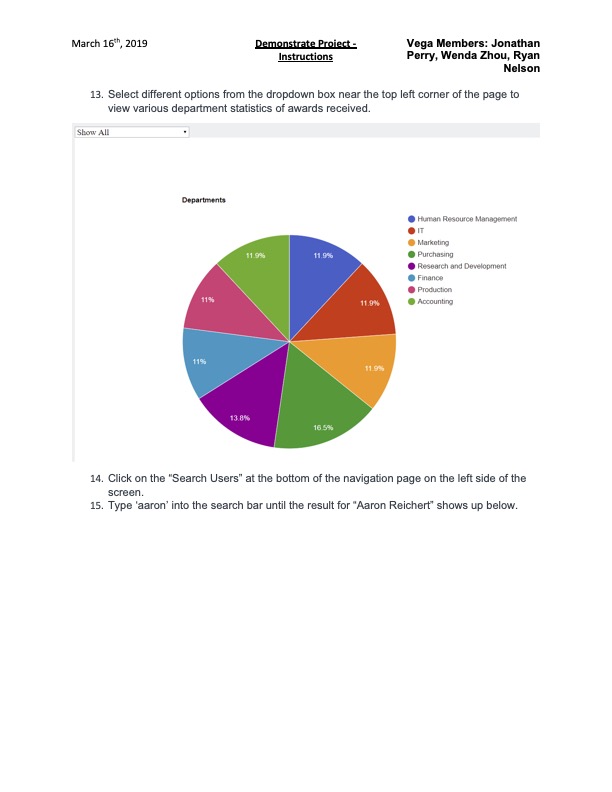 March 16th, 2019
Demonstrate Project -
Instructions
Vega Members: Jonathan
Perry, Wenda Zhou, Ryan
Nelson
13. Select different options from the dropdown box near the top left corner of the page to
view various department statistics of awards received.
Show All
Departments
11.9%
11.9%
11.9%
16.5%
13.8%
11%
11%
11.9%
Human Resource Management
IT
Marketing
Purchasing
Research and Development
Finance
Production
Accounting
14. Click on the “Search Users” at the bottom of the navigation page on the left side of the
screen.
15. Type ‘aaron’ into the search bar until the result for “Aaron Reichert” shows up below.